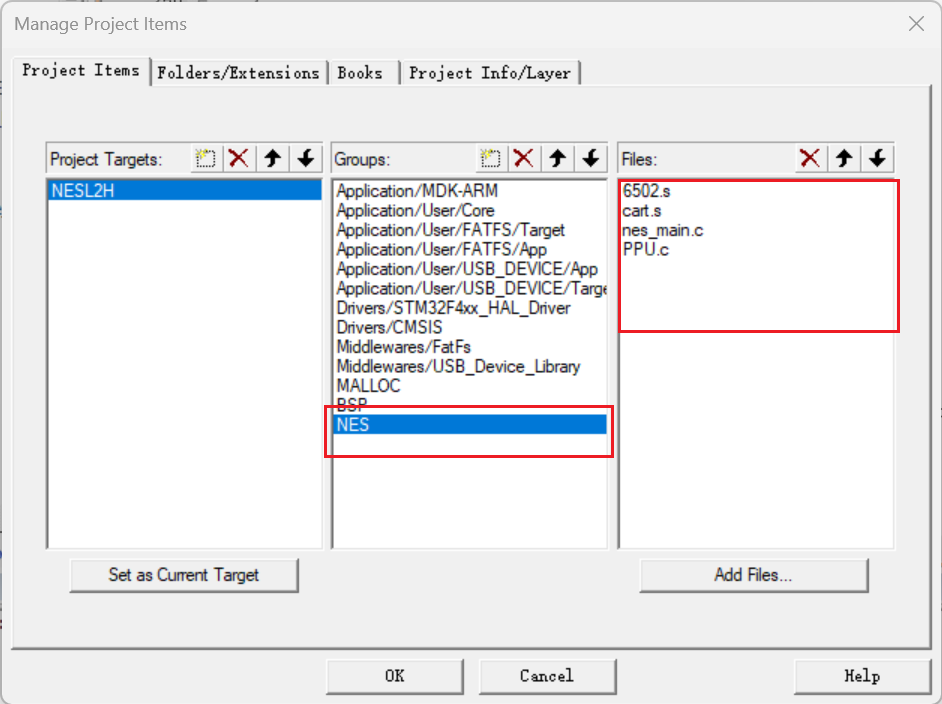 Manage Project Items
Project Items
Folders/Extensions
Books
Project Info/Layer
Project Targets:
NESL2H
Groups:
Application/MDK-ARM
Application/User/Core
Application/User/FATFS/Target
Application/User/FATFS/App
Application/User/USB_DEVICE/App
Application/User/USB_DEVICE/Targe
Drivers/STM32F4xx_HAL_Driver
Drivers/CMSIS
Middlewares/FatFs
Middlewares/USB_Device_Library
MALLOC
BSP
NES
Files:
6502.s
cart.s
nes_main.c
PPU.c
Set as Current Target
Add Files...
OK
Cancel
Help